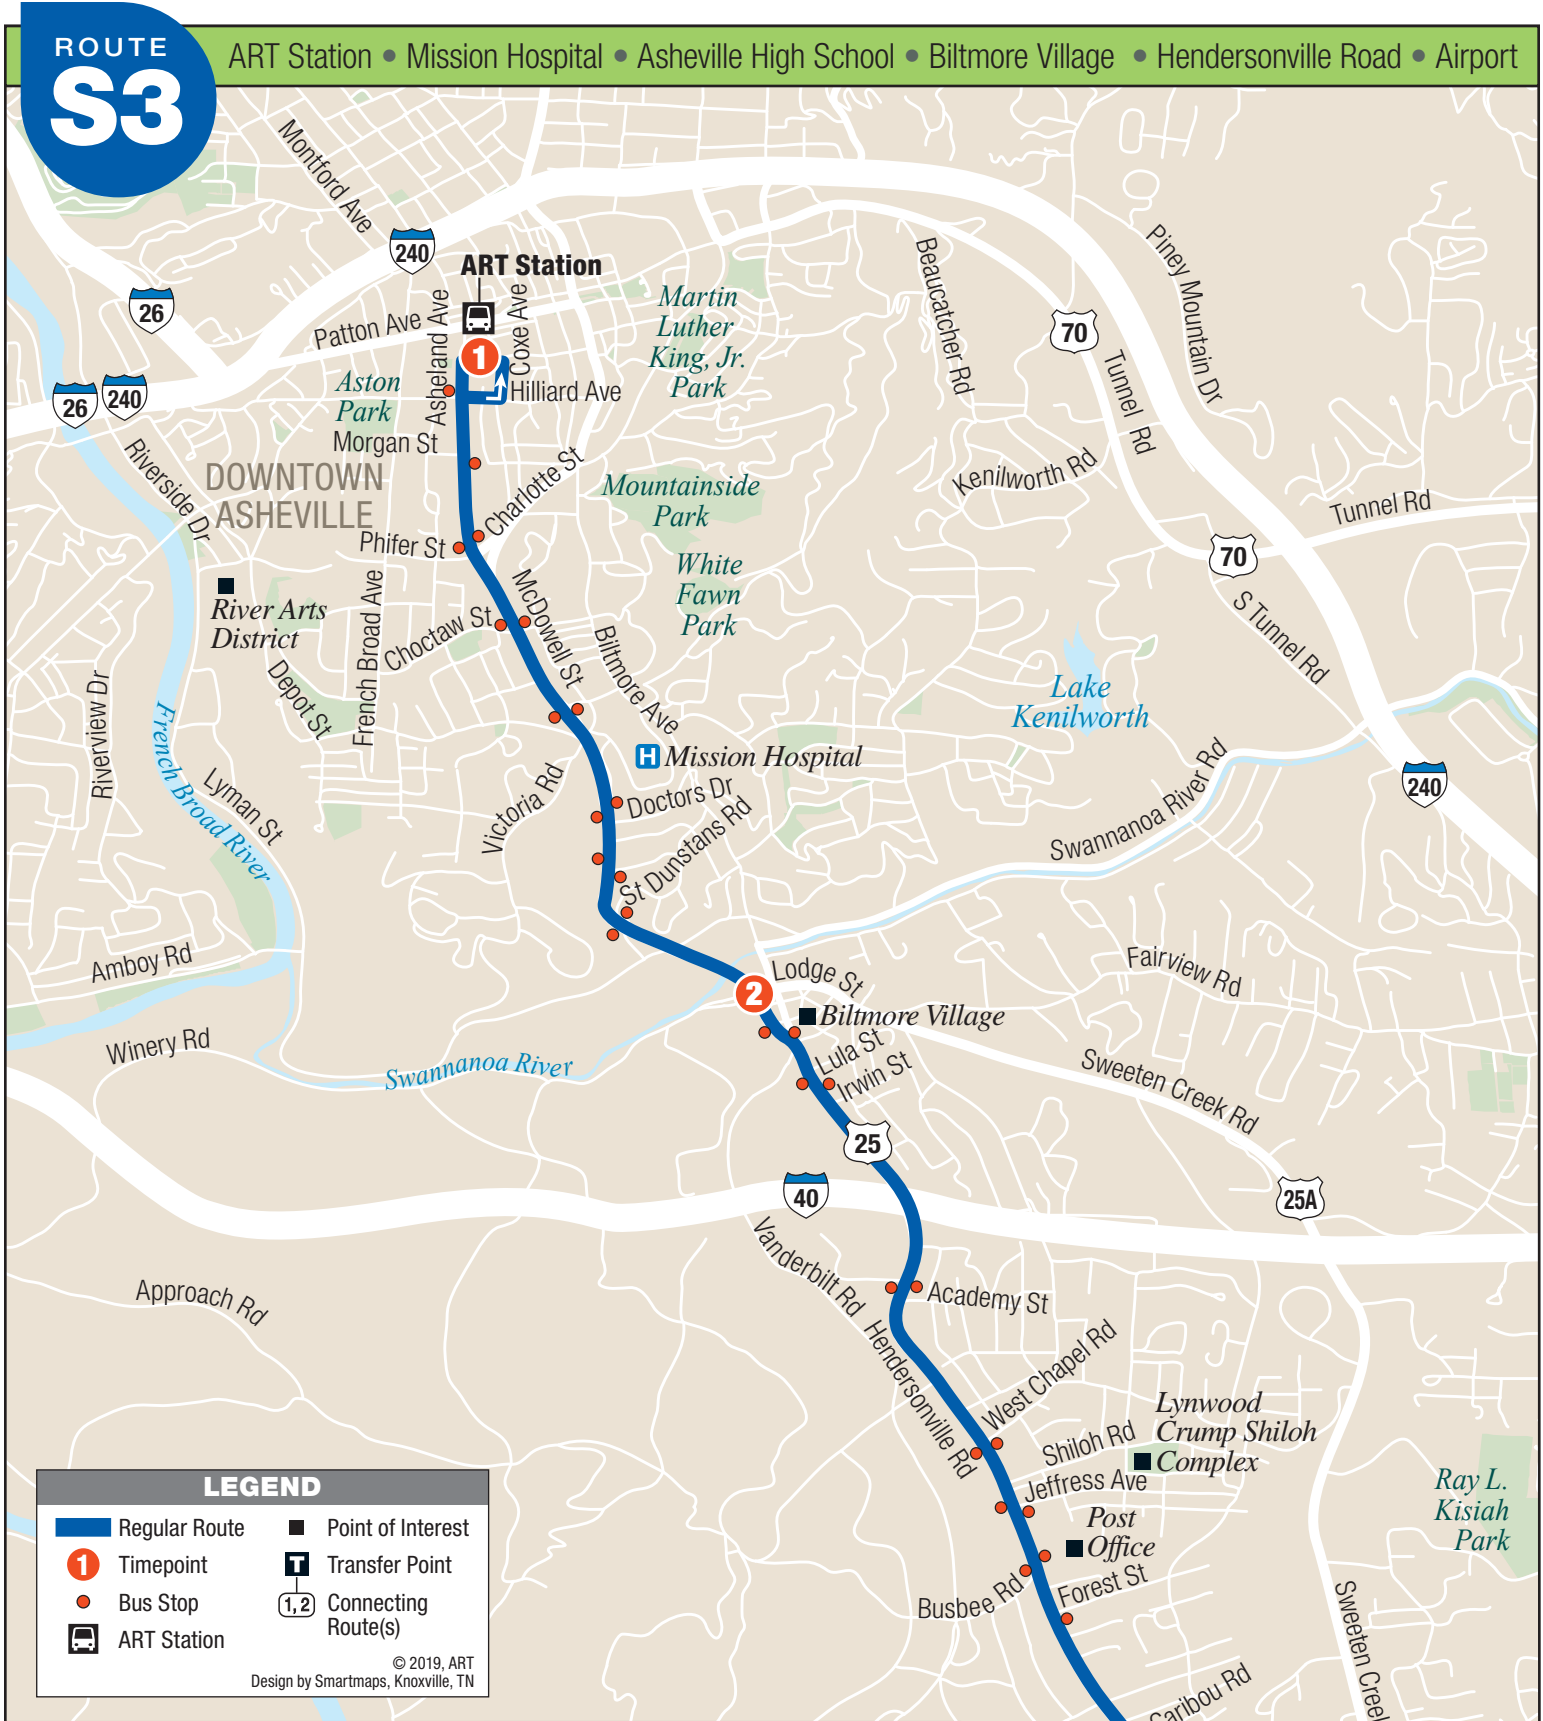 ROUTE
S3
ART Station • Mission Hospital • Asheville High School • Biltmore Village • Hendersonville Road • Airport
Montford Ave
240
ART Station
26
Patton Ave
Asheland Ave
Coxe Ave
1
Hilliard Ave
Martin
Luther
King, Jr.
Park
Beaucatcher Rd
Piney Mountain Dr
70
Tunnel Rd
26
240
Aston
Park
Morgan St
Riverside Dr
DOWNTOWN
ASHEVILLE
Charlotte St
Phifer St
Mountainside
Park
Kenilworth Rd
Tunnel Rd
70
White
Fawn
Park
S Tunnel Rd
River Arts
District
French Broad Ave
Choctaw St
McDowell St
Biltmore Ave
Depot St
Riverview Dr
French Broad River
Lyman St
Lake
Kenilworth
H
Mission Hospital
Victoria Rd
Doctors Dr
St Dunstans Rd
Swannanoa River Rd
240
Amboy Rd
Fairview Rd
Lodge St
2
Biltmore Village
Winery Rd
Swannanoa River
Lula St
Irwin St
Sweeten Creek Rd
25
40
25A
Vanderbilt Rd
Approach Rd
Academy St
Hendersonville Rd
West Chapel Rd
Shiloh Rd
Lynwood
Crump Shiloh
Complex
Jeffress Ave
Post
Office
Ray L.
Kisiah
Park
Busbee Rd
Forest St
Sweeten Creek
Caribou Rd
LEGEND
Regular Route
Point of Interest
1
Timepoint
T
Transfer Point
Bus Stop
1, 2
Connecting
Route(s)
ART Station
© 2019, ART
Design by Smartmaps, Knoxville, TN